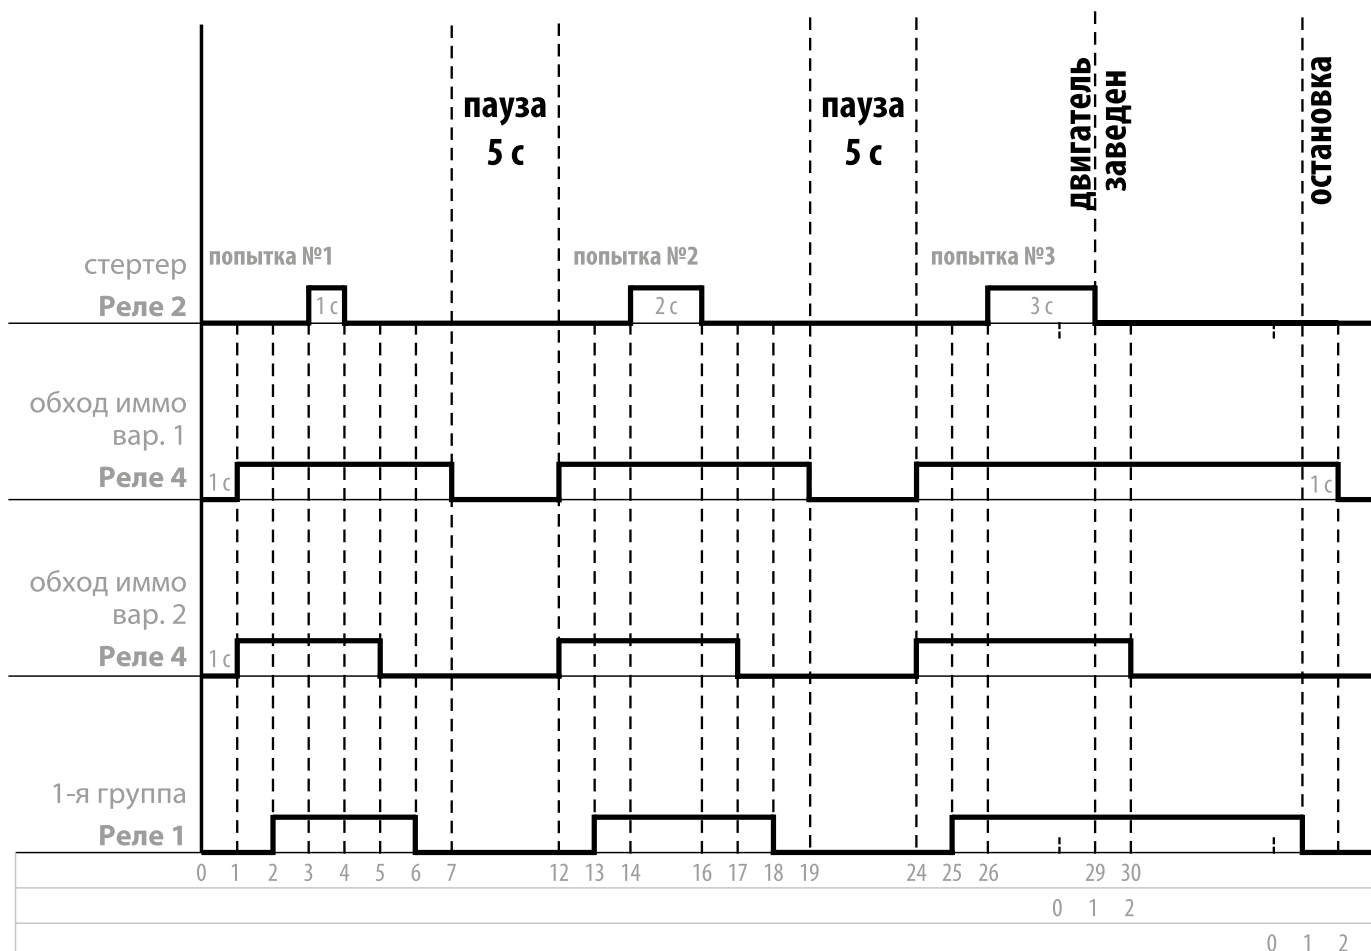 пауза
5 с
пауза
5 с
двигатель
заведен
остановка
попытка №1
попытка №2
попытка №3
стертер
Реле 2
1 с
2 с
3 с
обход иммо
вар. 1
Реле 4
1 с
1 с
обход иммо
вар. 2
Реле 4
1 с
1-я группа
Реле 1
0 1 2 3 4 5 6 7 12 13 14 16 17 18 19 24 25 26 29 30
0 1 2
0 1 2